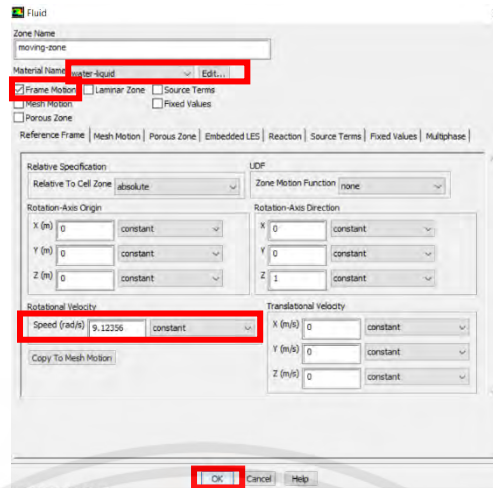 Fluid
Zone Name
moving-zone
Material Name water-liquid Edit...
Frame Motion Laminar Zone Source Terms
Mesh Motion Fixed Values
Porous Zone
Reference Frame Mesh Motion Porous Zone Embedded LES Reaction Source Terms Fixed Values Multiphase
Relative Specification UDF
Relative To Cell Zone absolute Zone Motion Function none
Rotation-Axis Origin Rotation-Axis Direction
X (m) 0 constant X 0 constant
Y (m) 0 constant Y 0 constant
Z (m) 0 constant Z 1 constant
Rotational Velocity Translational Velocity
Speed (rad/s) 9.12356 constant X (m/s) 0 constant
Copy To Mesh Motion Y (m/s) 0 constant
Z (m/s) 0 constant
OK Cancel Help